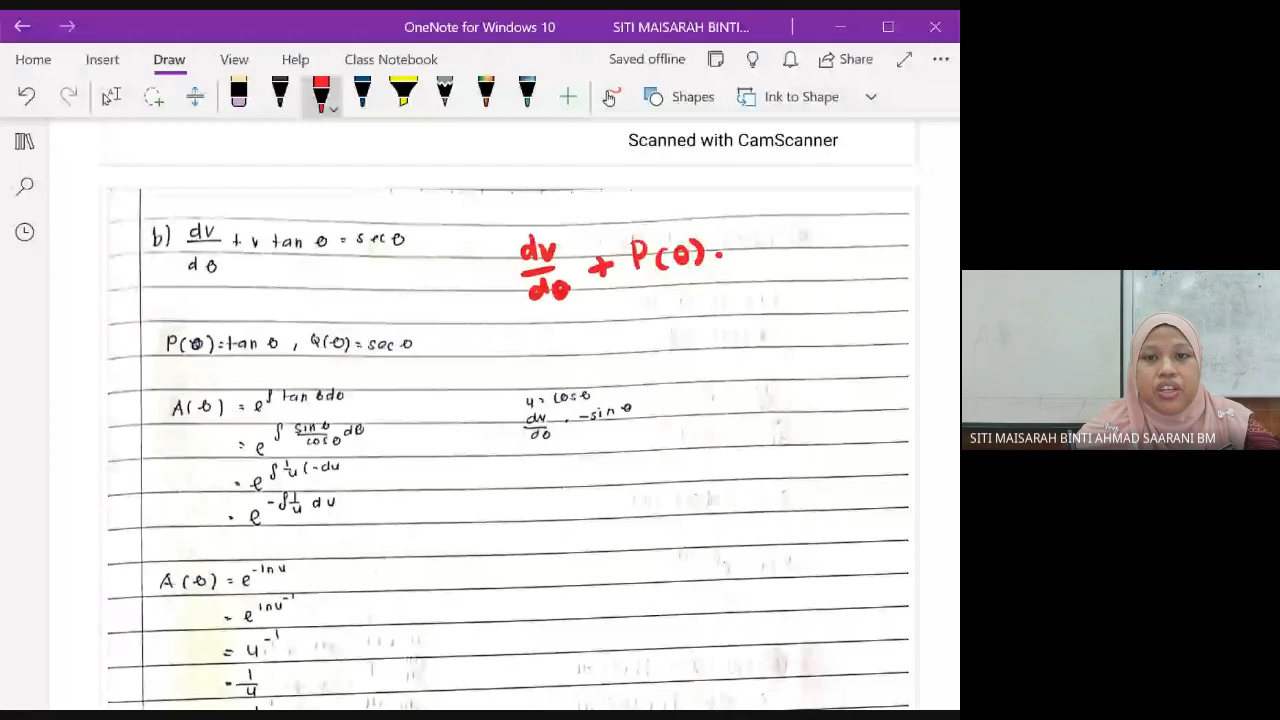 OneNote for Windows 10
SITI MAISARAH BINTI...
Home Insert Draw View Help Class Notebook
Saved offline
Share
Shapes
Ink to Shape
Scanned with CamScanner
b) dv/dθ + v tan θ = sec θ
dv/dθ + P(θ).
P(θ) = tan θ , Q(θ) = sec θ
A(θ) = e^∫ tan θ dθ
u = cos θ
= e^∫ sin θ/cos θ dθ
du/dθ = -sin θ
= e^∫ 1/u (-du
= e^-∫ 1/u du
A(θ) = e^-ln u
= e^ln u^-1
= u^-1
= 1/u
SITI MAISARAH BINTI AHMAD SAARANI BM